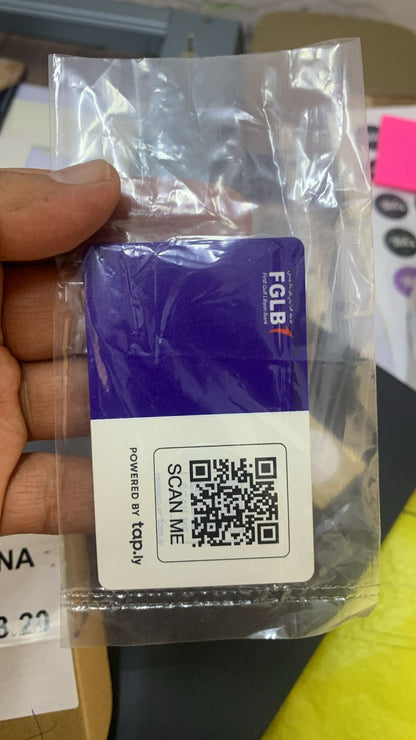 FGLB
First Gulf Libyan Bank
SCAN ME
POWERED BY tap.ly
NA
3.20